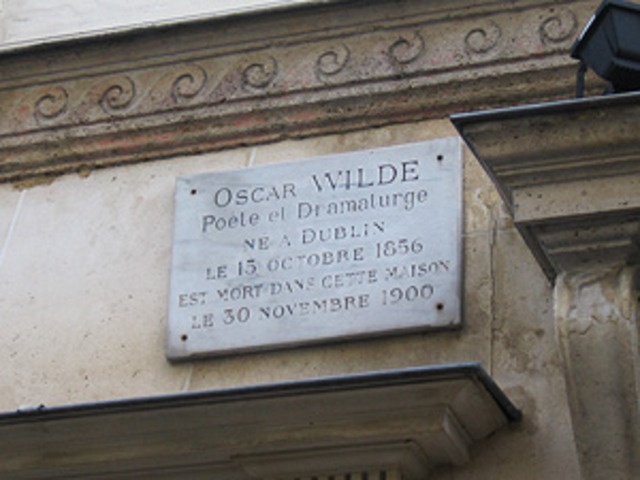 OSCAR WILDE
Poète et Dramaturge
NE A DUBLIN
LE 15 OCTOBRE 1856
EST MORT DANS CETTE MAISON
LE 30 NOVEMBRE 1900